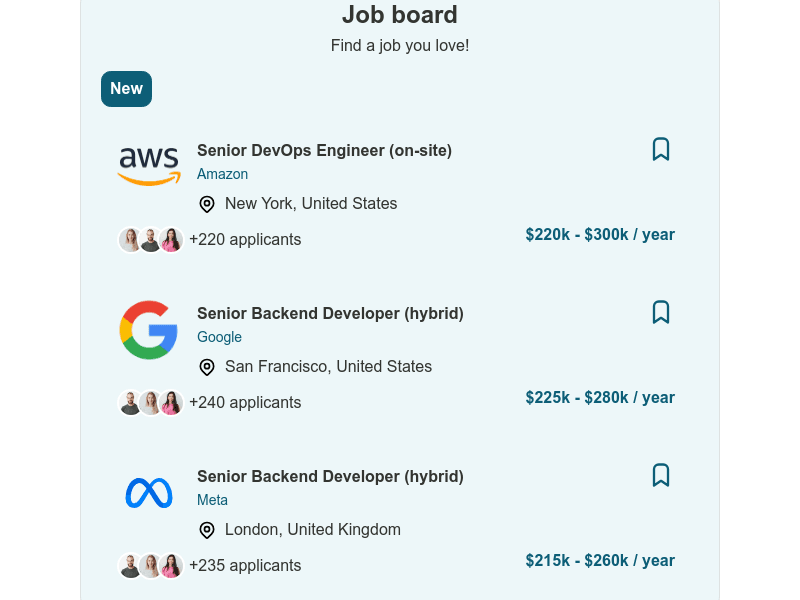 Job board
Find a job you love!
New
aws
Senior DevOps Engineer (on-site)
Amazon
New York, United States
+220 applicants
$220k - $300k / year
Senior Backend Developer (hybrid)
Google
San Francisco, United States
+240 applicants
$225k - $280k / year
Senior Backend Developer (hybrid)
Meta
London, United Kingdom
+235 applicants
$215k - $260k / year